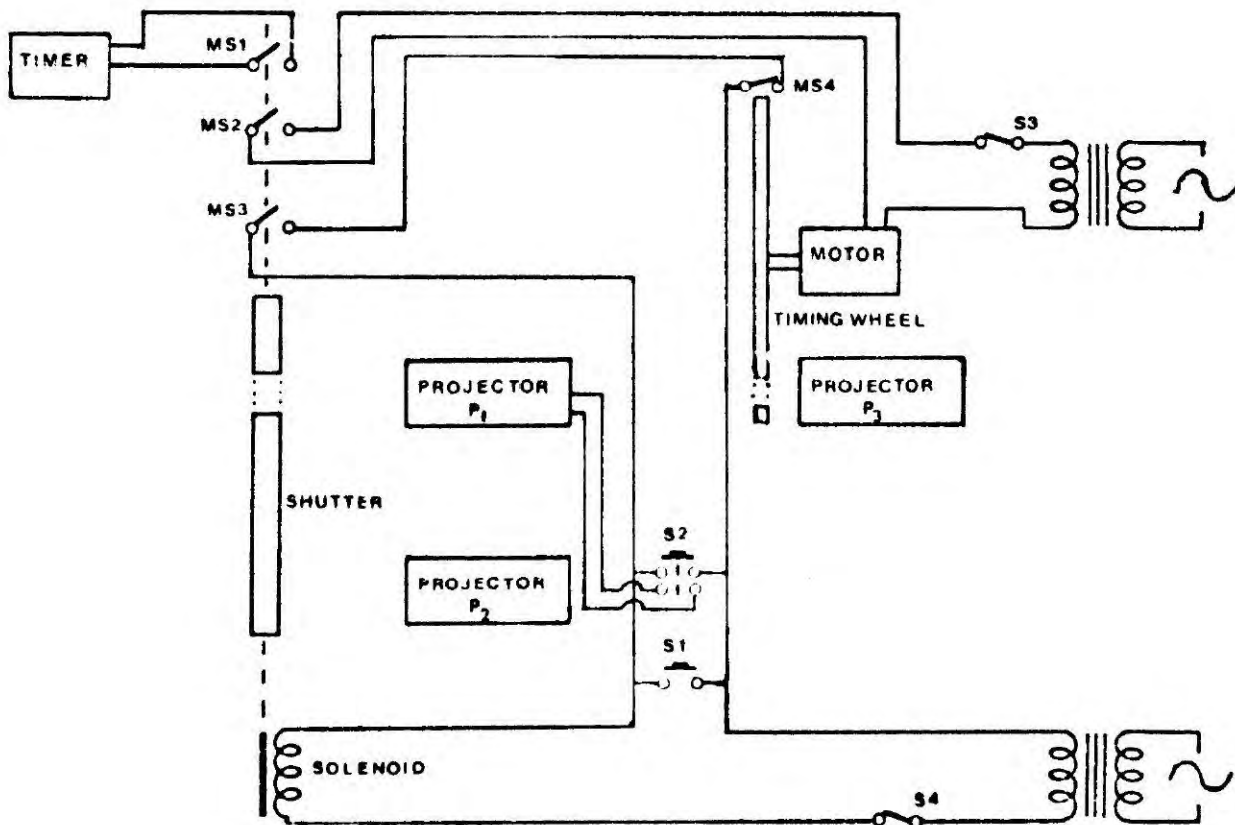 TIMER
MS1
MS2
MS3
MS4
S3
MOTOR
TIMING WHEEL
PROJECTOR
P1
PROJECTOR
P3
SHUTTER
S2
PROJECTOR
P2
S1
SOLENOID
S4